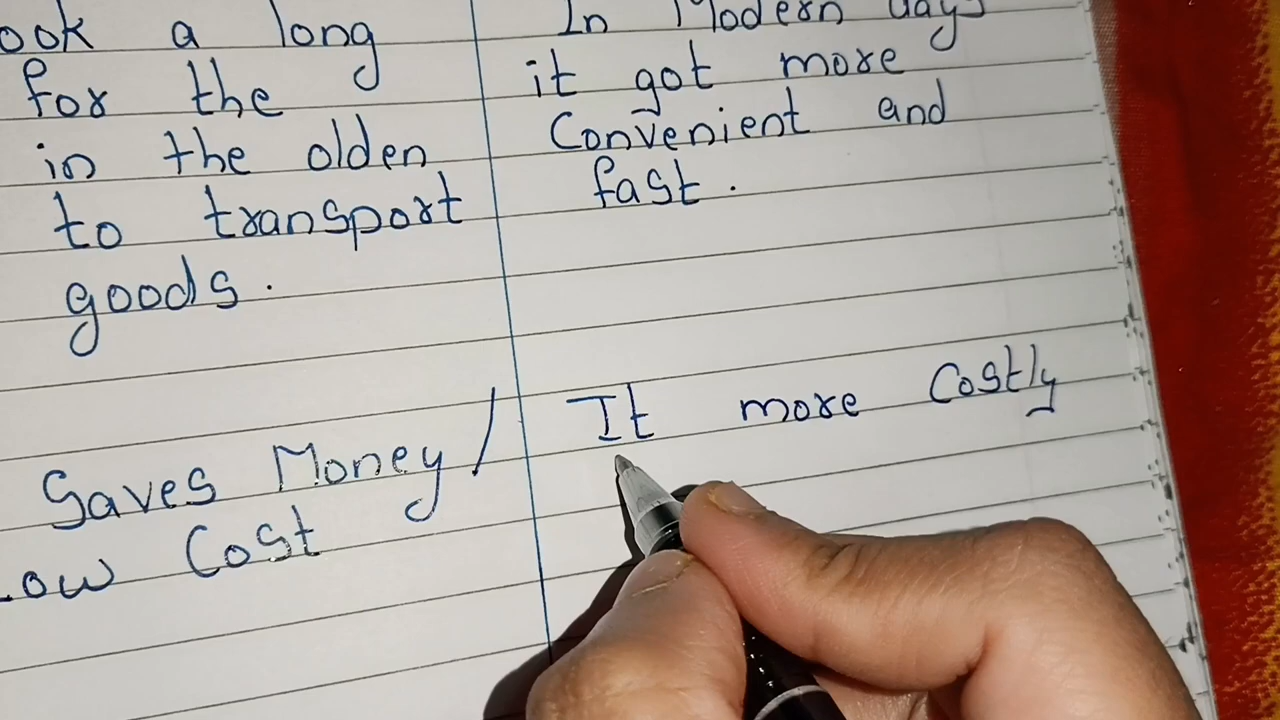 ook a long
for the
in the olden
to transport
goods.
Saves Money/
Low Cost
In Modern days
it got more
Convenient and
fast.
It more Costly